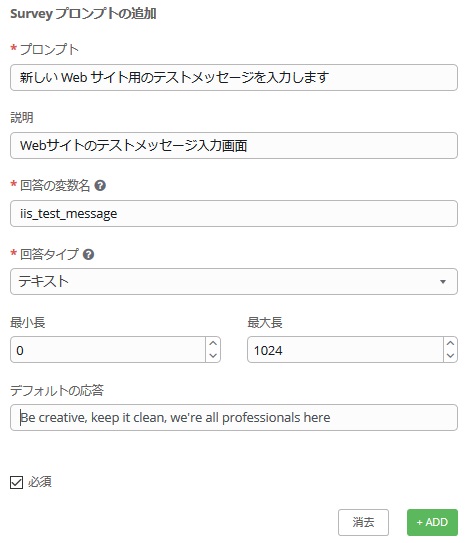 Survey プロンプトの追加
* プロンプト
新しい Web サイト用のテストメッセージを入力します
説明
Webサイトのテストメッセージ入力画面
* 回答の変数名 ?
iis_test_message
* 回答タイプ ?
テキスト
最小長 最大長
0 1024
デフォルトの応答
Be creative, keep it clean, we're all professionals here
必須
消去 + ADD